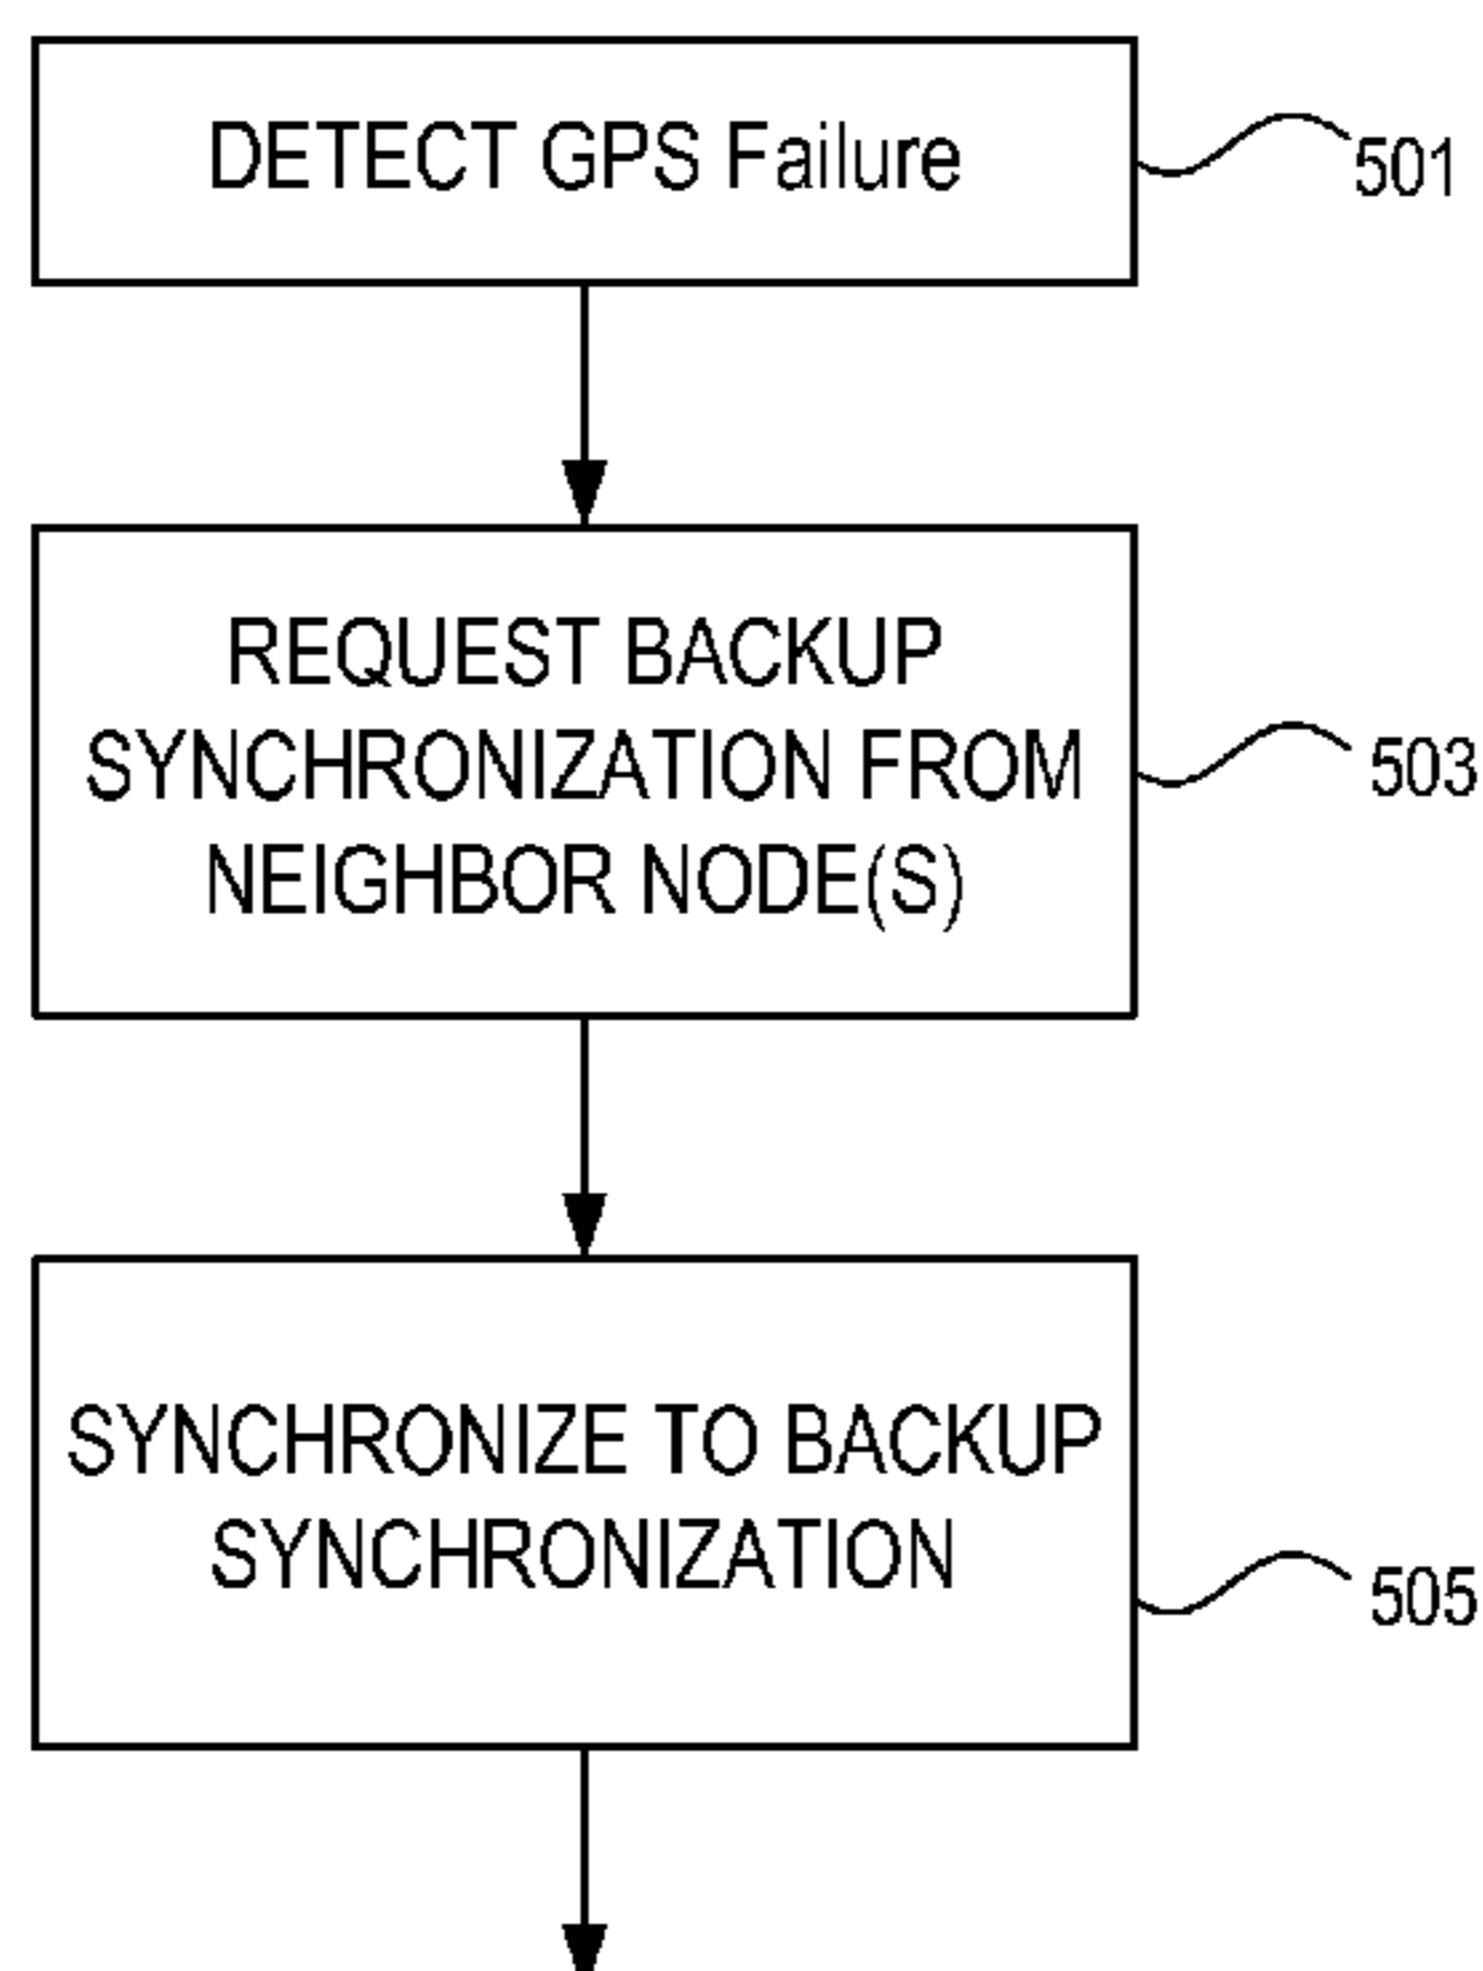 DETECT GPS Failure
501
REQUEST BACKUP
SYNCHRONIZATION FROM
NEIGHBOR NODE(S)
503
SYNCHRONIZE TO BACKUP
SYNCHRONIZATION
505